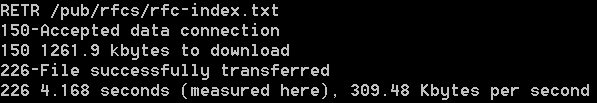 RETR /pub/rfcs/rfc-index.txt
150-Accepted data connection
150 1261.9 kbytes to download
226-File successfully transferred
226 4.168 seconds (measured here), 309.48 Kbytes per second